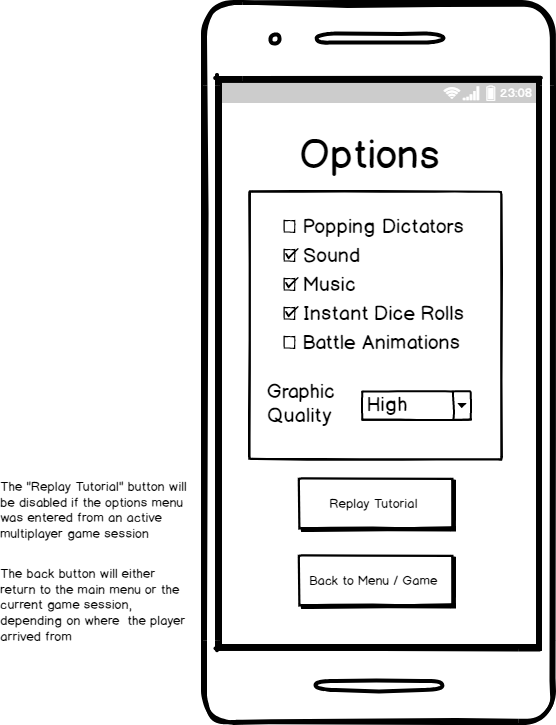 23:08
Options
Popping Dictators
Sound
Music
Instant Dice Rolls
Battle Animations
Graphic
Quality
High
The "Replay Tutorial" button will
be disabled if the options menu
was entered from an active
multiplayer game session
Replay Tutorial
The back button will either
return to the main menu or the
current game session,
depending on where the player
arrived from
Back to Menu / Game